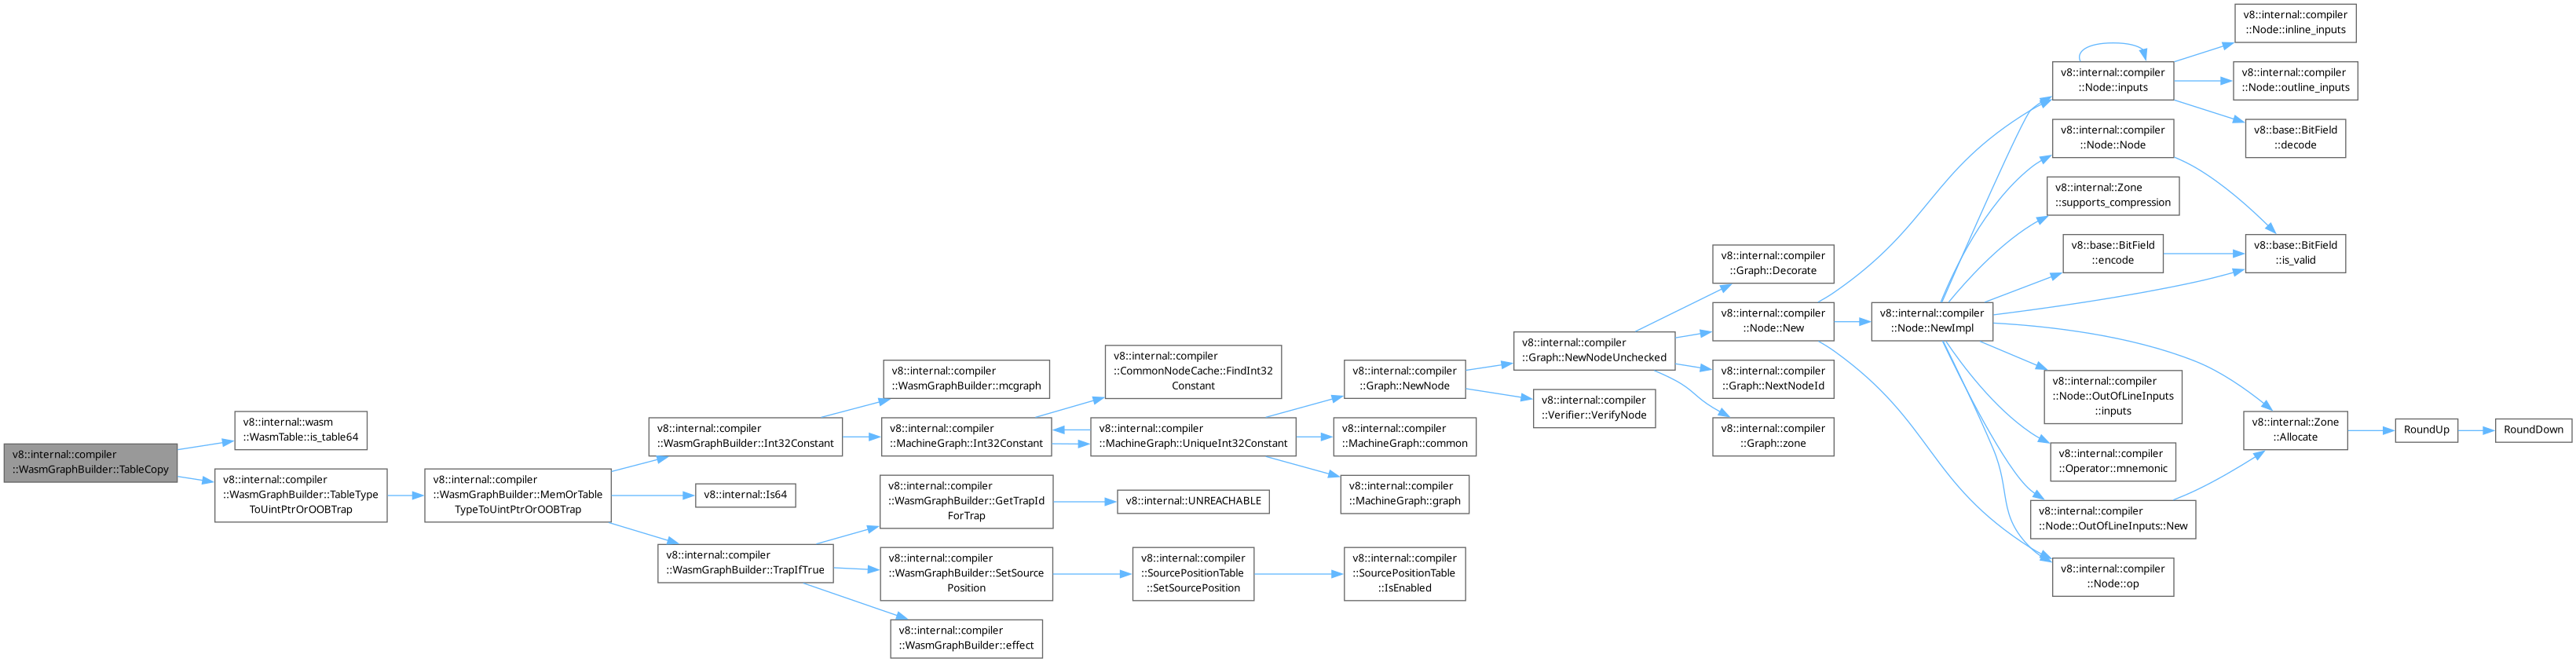 v8::internal::compiler
::WasmGraphBuilder::TableCopy
v8::internal::wasm
::WasmTable::is_table64
v8::internal::compiler
::WasmGraphBuilder::TableType
ToUintPtrOrOOBTrap
v8::internal::compiler
::WasmGraphBuilder::MemOrTable
TypeToUintPtrOrOOBTrap
v8::internal::compiler
::WasmGraphBuilder::Int32Constant
v8::internal::Is64
v8::internal::compiler
::WasmGraphBuilder::TrapIfTrue
v8::internal::compiler
::WasmGraphBuilder::mcgraph
v8::internal::compiler
::MachineGraph::Int32Constant
v8::internal::compiler
::WasmGraphBuilder::GetTrapId
ForTrap
v8::internal::compiler
::WasmGraphBuilder::SetSource
Position
v8::internal::compiler
::WasmGraphBuilder::effect
v8::internal::compiler
::CommonNodeCache::FindInt32
Constant
v8::internal::compiler
::MachineGraph::UniqueInt32Constant
v8::internal::UNREACHABLE
v8::internal::compiler
::SourcePositionTable
::SetSourcePosition
v8::internal::compiler
::Graph::NewNode
v8::internal::compiler
::MachineGraph::common
v8::internal::compiler
::MachineGraph::graph
v8::internal::compiler
::SourcePositionTable
::IsEnabled
v8::internal::compiler
::Graph::NewNodeUnchecked
v8::internal::compiler
::Verifier::VerifyNode
v8::internal::compiler
::Graph::Decorate
v8::internal::compiler
::Node::New
v8::internal::compiler
::Graph::NextNodeId
v8::internal::compiler
::Graph::zone
v8::internal::compiler
::Node::NewImpl
v8::internal::compiler
::Node::inputs
v8::internal::compiler
::Node::Node
v8::internal::Zone
::supports_compression
v8::base::BitField
::encode
v8::internal::compiler
::Node::OutOfLineInputs
::inputs
v8::internal::compiler
::Operator::mnemonic
v8::internal::compiler
::Node::OutOfLineInputs::New
v8::internal::compiler
::Node::op
v8::internal::compiler
::Node::inline_inputs
v8::internal::compiler
::Node::outline_inputs
v8::base::BitField
::decode
v8::base::BitField
::is_valid
v8::internal::Zone
::Allocate
RoundUp
RoundDown